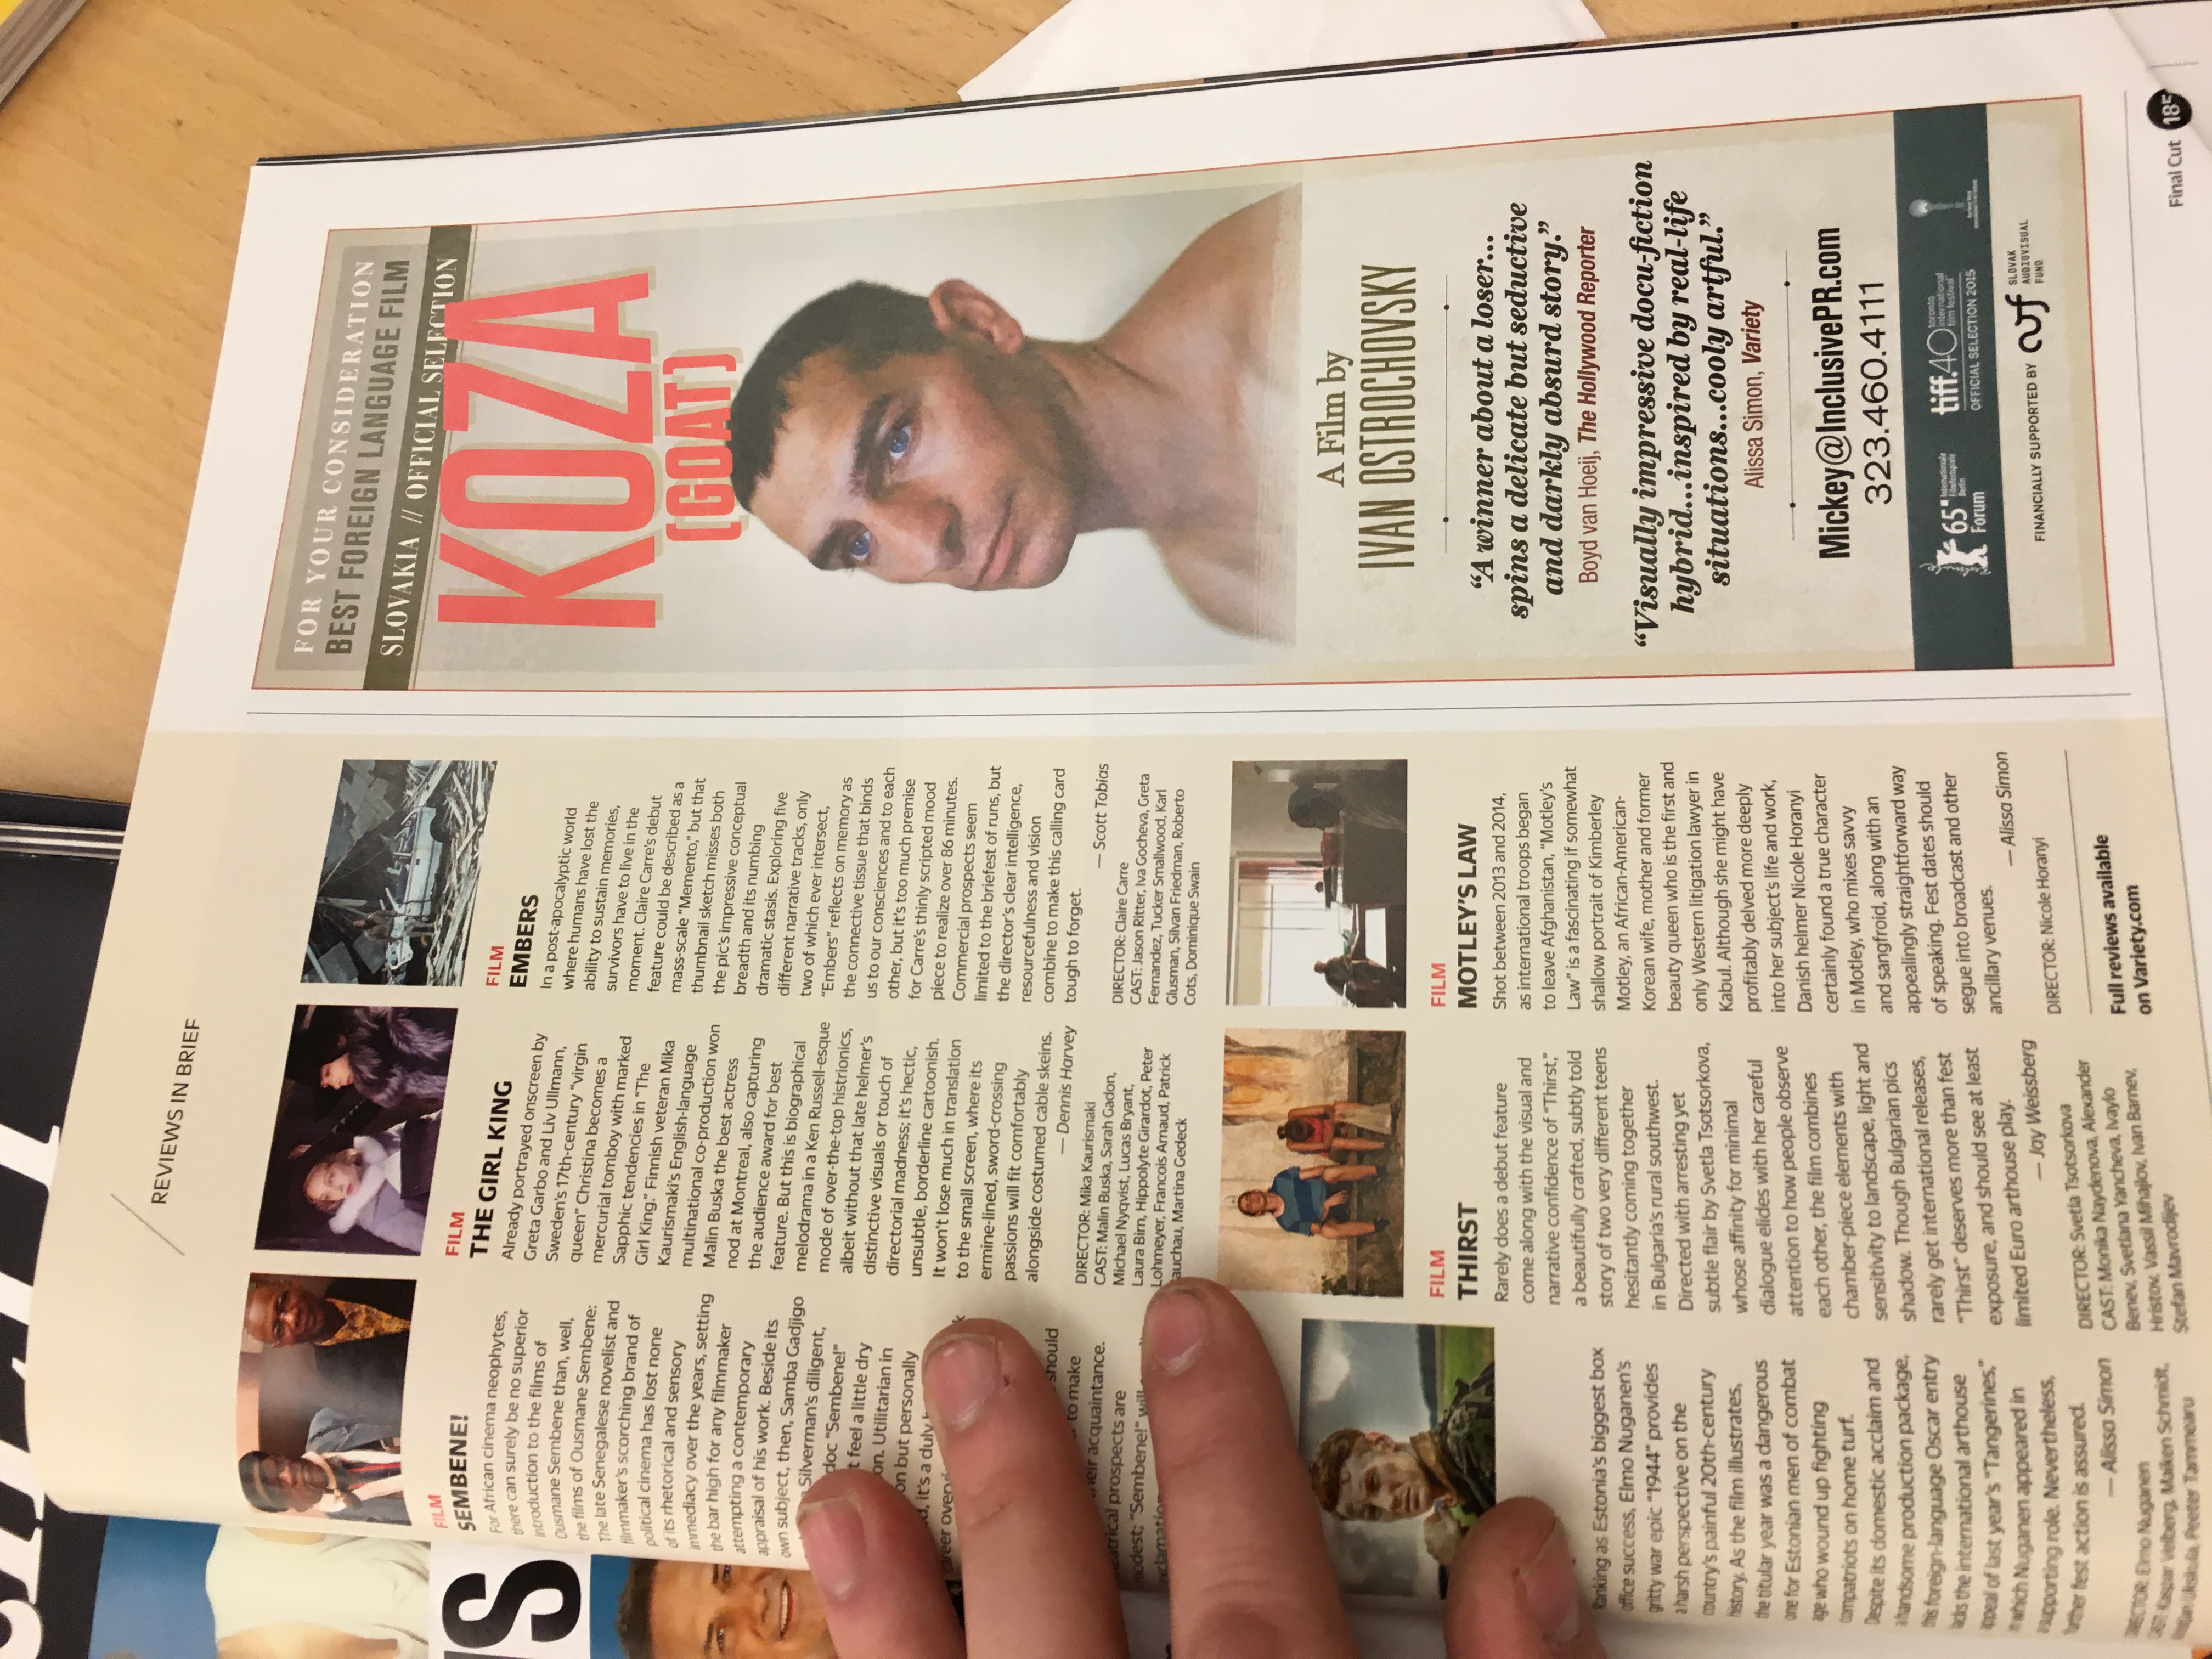 REVIEWS IN BRIEF
FILM
SEMBENE!
For African cinema neophytes,
there can surely be no superior
introduction to the films of
Ousmane Sembene than, well,
the films of Ousmane Sembene:
The late Senegalese novelist and
filmmaker's scorching brand of
political cinema has lost none
of its rhetorical and sensory
immediacy over the years, setting
the bar high for any filmmaker
attempting a contemporary
appraisal of his work. Beside its
own subject, then, Samba Gadjigo
Silverman's diligent,
doc "Sembene!"
feel a little dry
Utilitarian in
but personally
it's a duly
should
to make
their acquaintance.
prospects are
modest; "Sembene!" will
FILM
THE GIRL KING
Already portrayed onscreen by
Greta Garbo and Liv Ullmann,
Sweden's 17th-century "virgin
queen" Christina becomes a
mercurial tomboy with marked
Sapphic tendencies in "The
Girl King." Finnish veteran Mika
Kaurismaki's English-language
multinational co-production won
Malin Buska the best actress
nod at Montreal, also capturing
the audience award for best
feature. But this is biographical
melodrama in a Ken Russell-esque
mode of over-the-top histrionics,
albeit without that late helmer's
distinctive visuals or touch of
directorial madness; it's hectic,
unsubtle, borderline cartoonish.
It won't lose much in translation
to the small screen, where its
ermine-lined, sword-crossing
passions will fit comfortably
alongside costumed cable skeins.
— Dennis Harvey
DIRECTOR: Mika Kaurismaki
CAST: Malin Buska, Sarah Gadon,
Michael Nyqvist, Lucas Bryant,
Laura Birn, Hippolyte Girardot, Peter
Lohmeyer, Francois Arnaud, Patrick
auchau, Martina Gedeck
FILM
EMBERS
In a post-apocalyptic world
where humans have lost the
ability to sustain memories,
survivors have to live in the
moment. Claire Carre's debut
feature could be described as a
mass-scale "Memento," but that
thumbnail sketch misses both
the pic's impressive conceptual
breadth and its numbing
dramatic stasis. Exploring five
different narrative tracks, only
two of which ever intersect,
"Embers" reflects on memory as
the connective tissue that binds
us to our consciences and to each
other, but it's too much premise
for Carre's thinly scripted mood
piece to realize over 86 minutes.
Commercial prospects seem
limited to the briefest of runs, but
the director's clear intelligence,
resourcefulness and vision
combine to make this calling card
tough to forget.
— Scott Tobias
DIRECTOR: Claire Carre
CAST: Jason Ritter, Iva Gocheva, Greta
Fernandez, Tucker Smallwood, Karl
Glusman, Silvan Friedman, Roberto
Cots, Dominique Swain
Ranking as Estonia's biggest box
office success, Elmo Nuganen's
gritty war epic "1944" provides
a harsh perspective on the
country's painful 20th-century
history. As the film illustrates,
the titular year was a dangerous
one for Estonian men of combat
age who wound up fighting
compatriots on home turf.
Despite its domestic acclaim and
a handsome production package,
this foreign-language Oscar entry
lacks the international arthouse
appeal of last year's "Tangerines,"
in which Nuganen appeared in
a supporting role. Nevertheless,
further fest action is assured.
— Alissa Simon
DIRECTOR: Elmo Nuganen
CAST: Kaspar Velberg, Maiken Schmidt,
Peeter Tammearu
FILM
THIRST
Rarely does a debut feature
come along with the visual and
narrative confidence of "Thirst,"
a beautifully crafted, subtly told
story of two very different teens
hesitantly coming together
in Bulgaria's rural southwest.
Directed with arresting yet
subtle flair by Svetla Tsotsorkova,
whose affinity for minimal
dialogue elides with her careful
attention to how people observe
each other, the film combines
chamber-piece elements with
sensitivity to landscape, light and
shadow. Though Bulgarian pics
rarely get international releases,
"Thirst" deserves more than fest
exposure, and should see at least
limited Euro arthouse play.
— Jay Weissberg
DIRECTOR: Svetla Tsotsorkova
CAST: Monika Naydenova, Alexander
Benev, Svetlana Yancheva, Ivaylo
Hristov, Vassil Mihajlov, Ivan Barnev,
Stefan Mavrodijev
FILM
MOTLEY'S LAW
Shot between 2013 and 2014,
as international troops began
to leave Afghanistan, "Motley's
Law" is a fascinating if somewhat
shallow portrait of Kimberley
Motley, an African-American-
Korean wife, mother and former
beauty queen who is the first and
only Western litigation lawyer in
Kabul. Although she might have
profitably delved more deeply
into her subject's life and work,
Danish helmer Nicole Horanyi
certainly found a true character
in Motley, who mixes savvy
and sangfroid, along with an
appealingly straightforward way
of speaking. Fest dates should
segue into broadcast and other
ancillary venues.
— Alissa Simon
DIRECTOR: Nicole Horanyi
Full reviews available
on Variety.com
FOR YOUR CONSIDERATION
BEST FOREIGN LANGUAGE FILM
SLOVAKIA // OFFICIAL SELECTION
KOZA
(GOAT)
A Film by
IVAN OSTROCHOVSKY
"A winner about a loser...
spins a delicate but seductive
and darkly absurd story."
Boyd van Hoeij, The Hollywood Reporter
"Visually impressive docu-fiction
hybrid...inspired by real-life
situations...cooly artful."
Alissa Simon, Variety
Mickey@InclusivePR.com
323.460.4111
65 Internationale
Filmfestspiele
Berlin
Forum
tiff.40 toronto
international
film festival
OFFICIAL SELECTION 2015
FINANCIALLY SUPPORTED BY
avf SLOVAK
AUDIOVISUAL
FUND
Final Cut 185